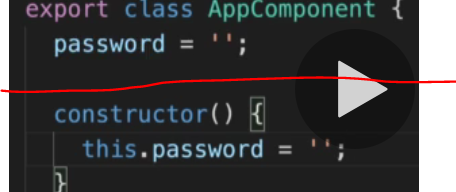 export class AppComponent {
password = '';
constructor() {
this.password = '';
}